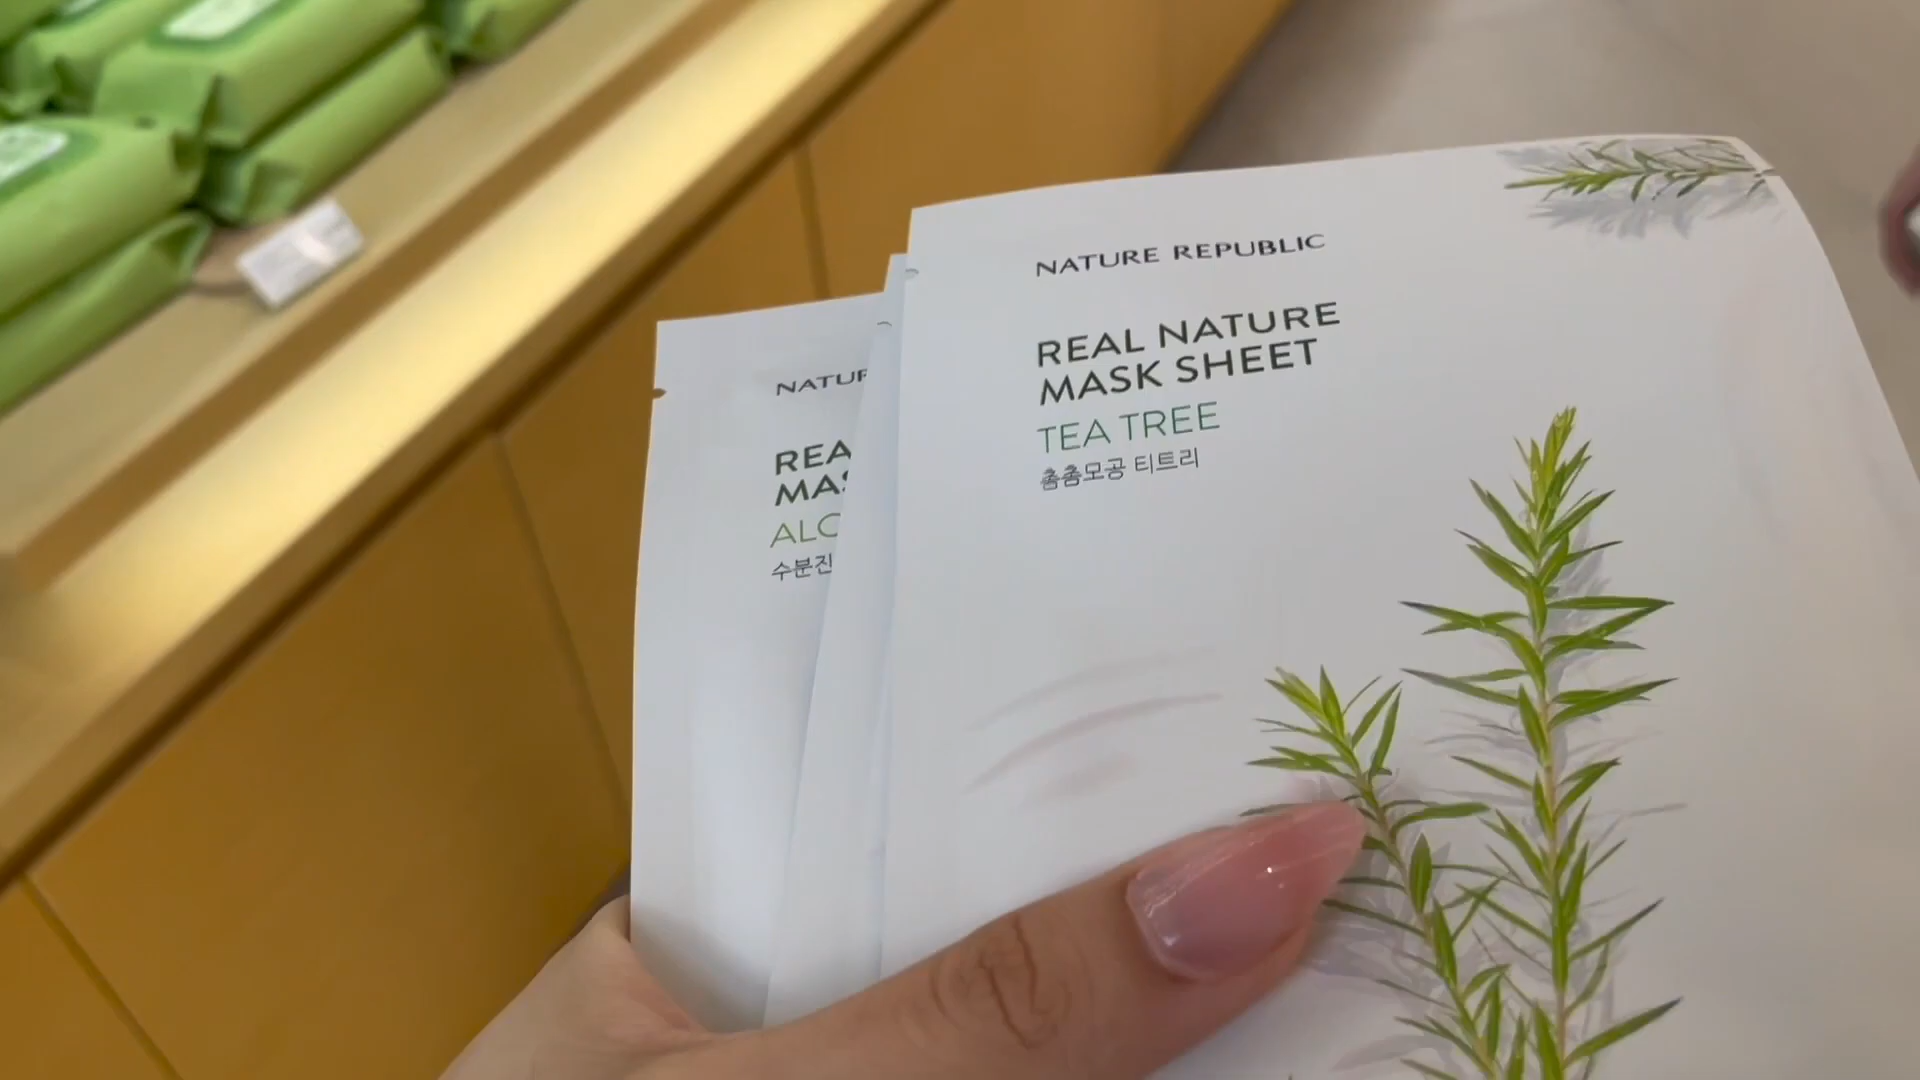 NATURE REPUBLIC
REAL NATURE
MASK SHEET
TEA TREE
촘촘모공 티트리
NATUR
REA
MAS
ALO
수분진